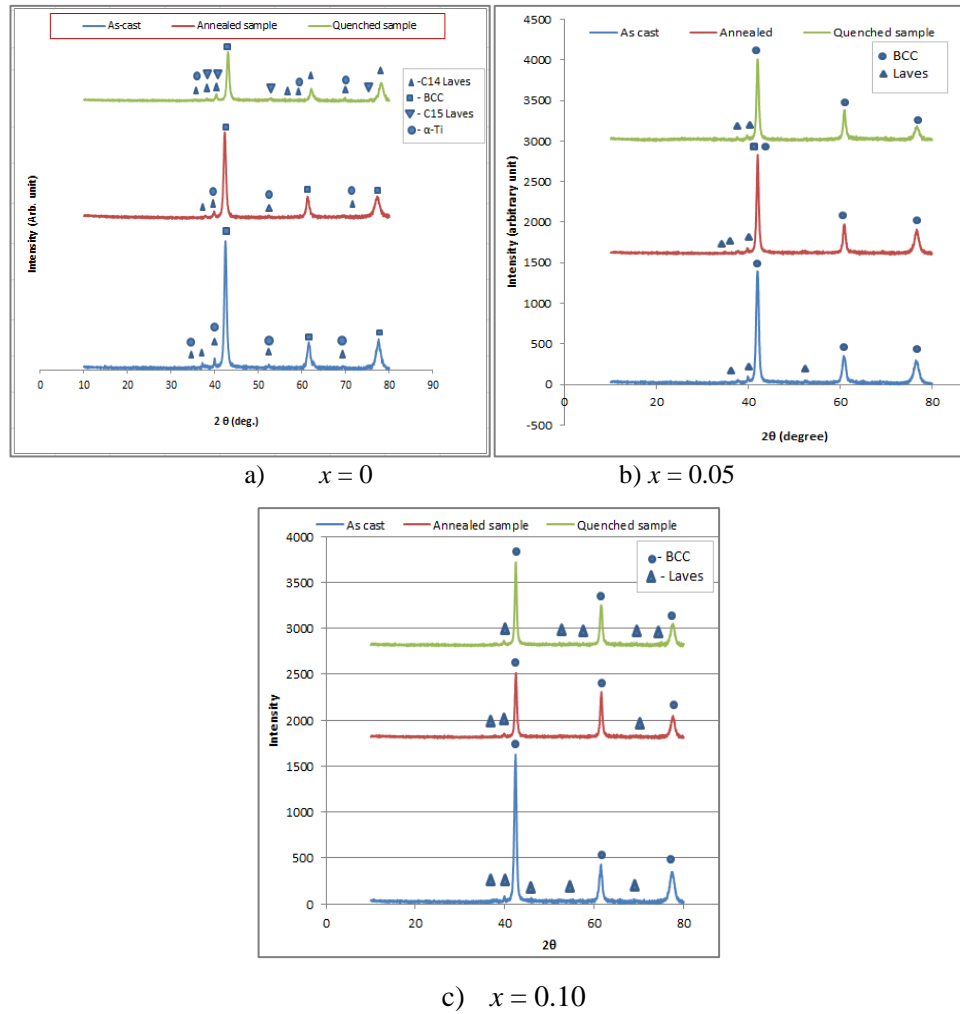 As-cast Annealed sample Quenched sample
-C14 Laves
- BCC
- C15 Laves
- α-Ti
Intensity (Arb. unit)
0 10 20 30 40 50 60 70 80 90
2 θ (deg.)
a) x = 0
As cast Annealed Quenched sample
BCC
Laves
4500
4000
3500
3000
2500
2000
1500
1000
500
0
-500
Intensity (arbitrary unit)
0 20 40 60 80
2θ (degree)
b) x = 0.05
As cast Annealed sample Quenched sample
- BCC
- Laves
4000
3500
3000
2500
2000
1500
1000
500
0
Intensity
0 20 40 60 80
2θ
c) x = 0.10